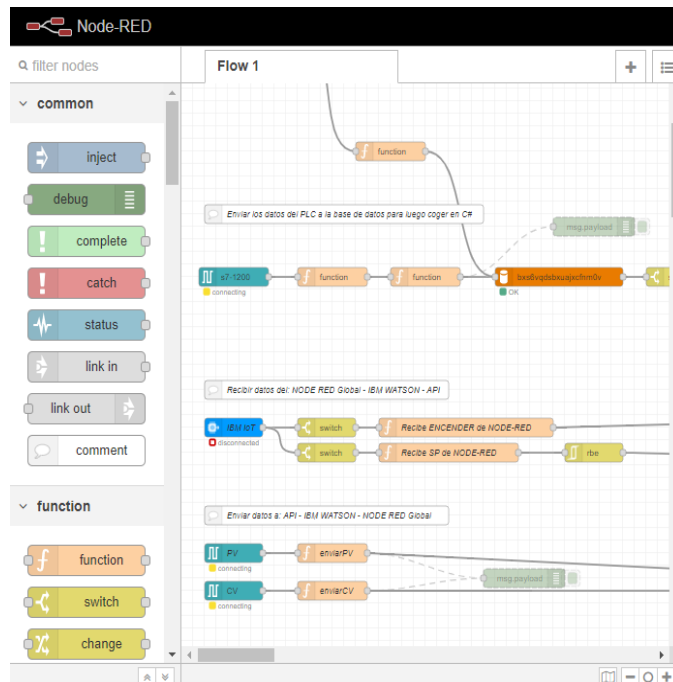 Node-RED
filter nodes
Flow 1
common
inject
debug
complete
catch
status
link in
link out
comment
function
function
switch
change
function
Enviar los datos del PLC a la base de datos para luego coger en C#
msg.payload
s7-1200
function
function
connecting
OK
Recibir datos del: NODE RED Global - IBM WATSON - API
IBM IoT
switch
Recibe ENCENDER de NODE-RED
disconnected
switch
Recibe SP de NODE-RED
rbe
Enviar datos a: API - IBM WATSON - NODE RED Global
PV
enviarPV
connecting
msg.payload
CV
enviarCV
connecting